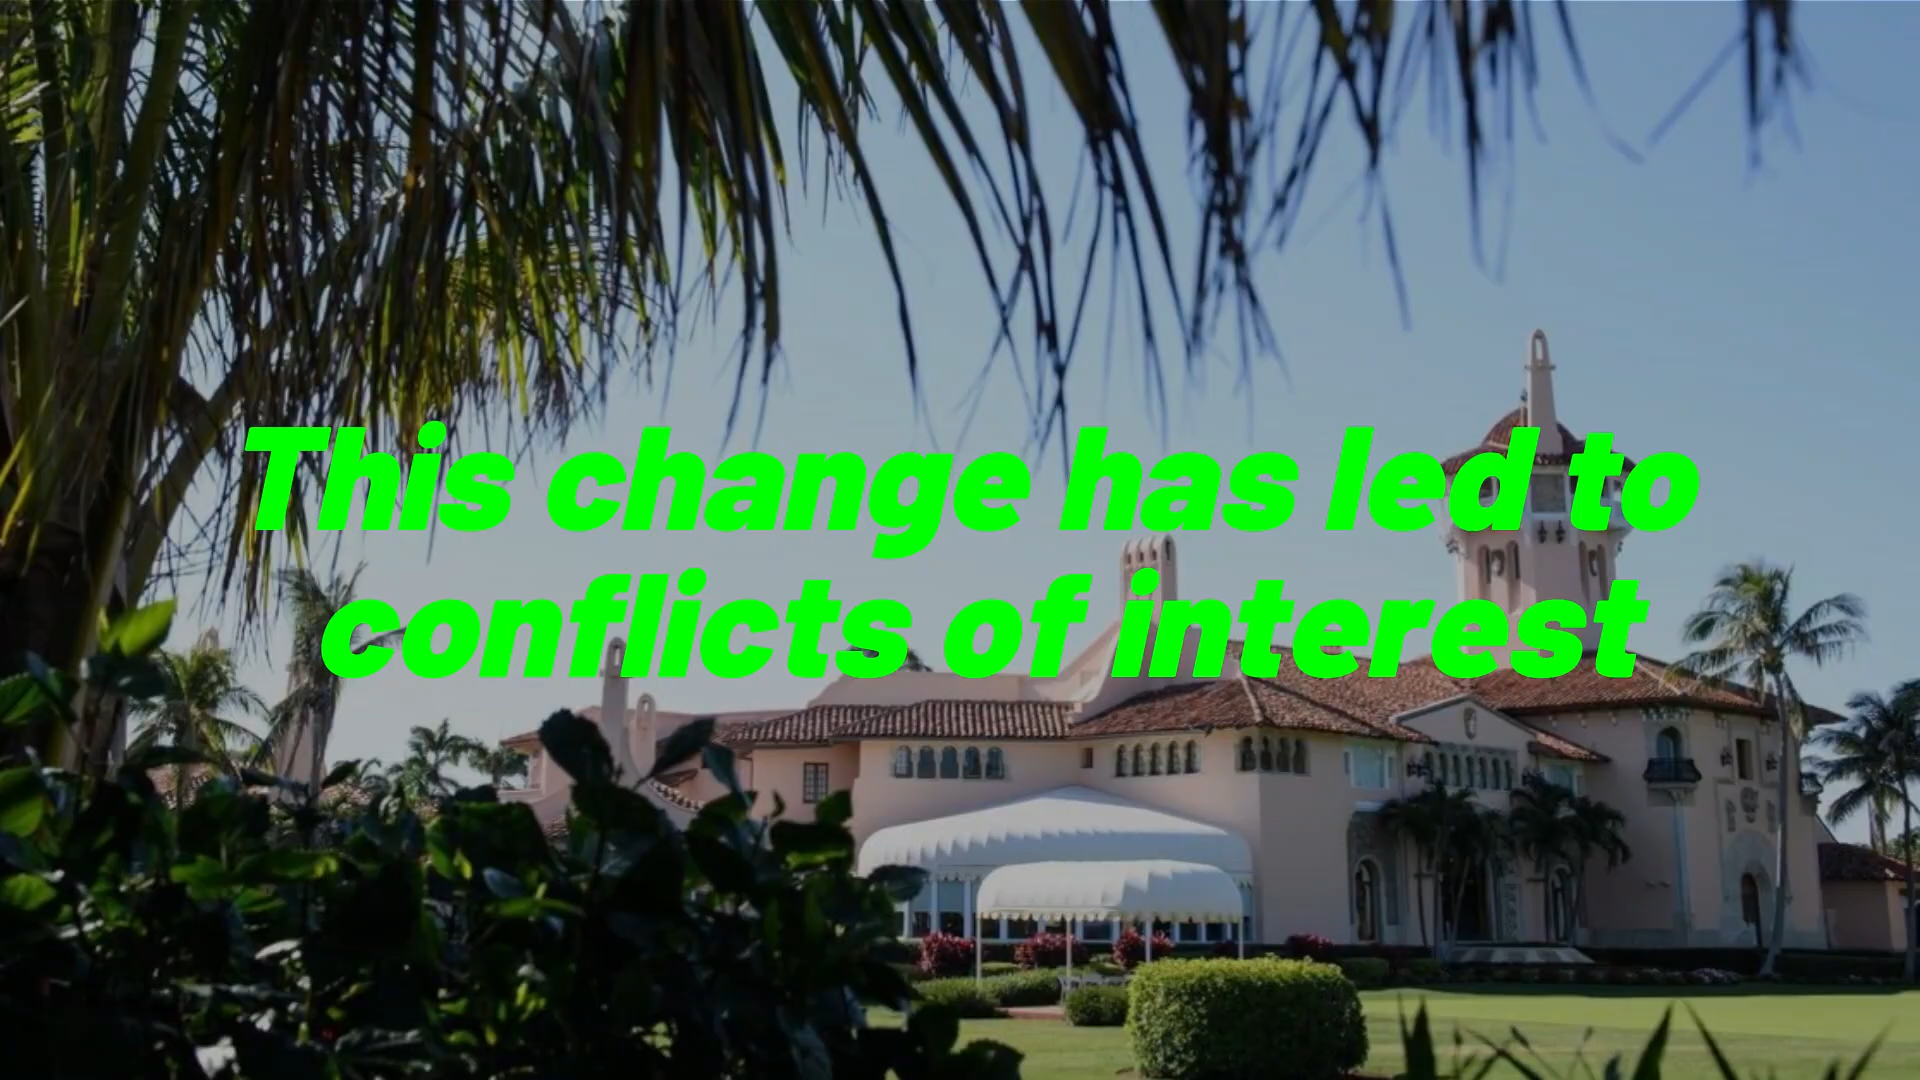 This change has led to
conflicts of interest